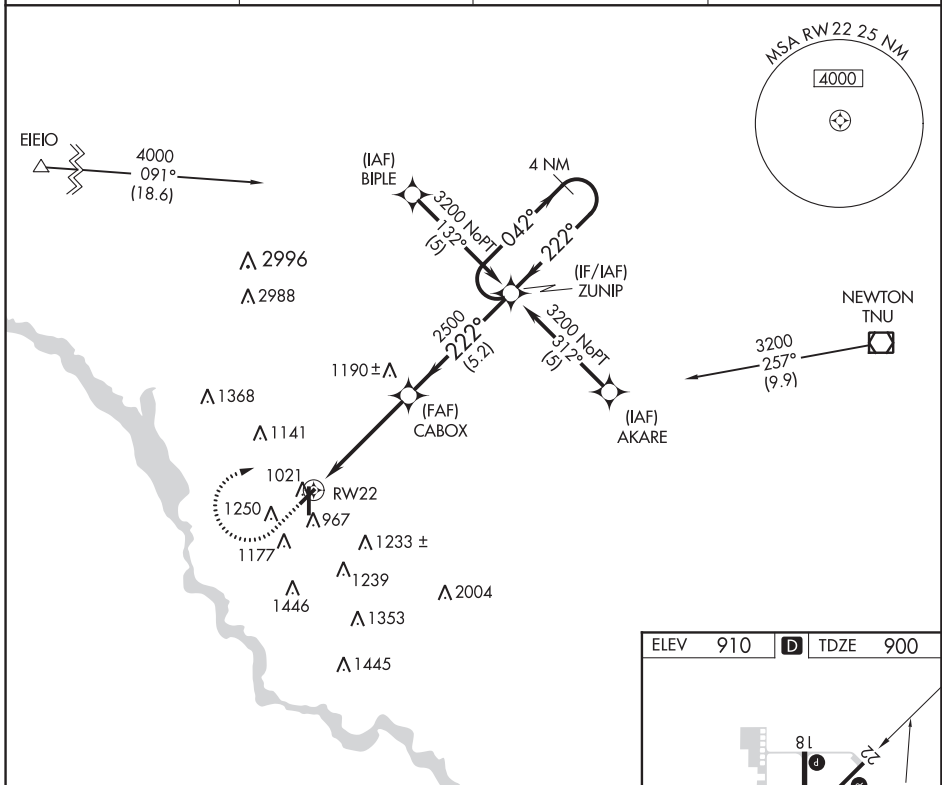 MSA RW22 25 NM
4000
EIEIO
4000
091°
(18.6)
(IAF)
BIPLE
3200 NoPT
132°
(5)
4 NM
042°
222°
(IF/IAF)
ZUNIP
2996
2988
2500
222°
(5.2)
3200 NoPT
312°
(5)
NEWTON
TNU
3200
257°
(9.9)
1190±
1368
(FAF)
CABOX
(IAF)
AKARE
1141
1021
RW22
1250
967
1177
1233 ±
1239
2004
1446
1353
1445
ELEV 910 D TDZE 900
18
22
P